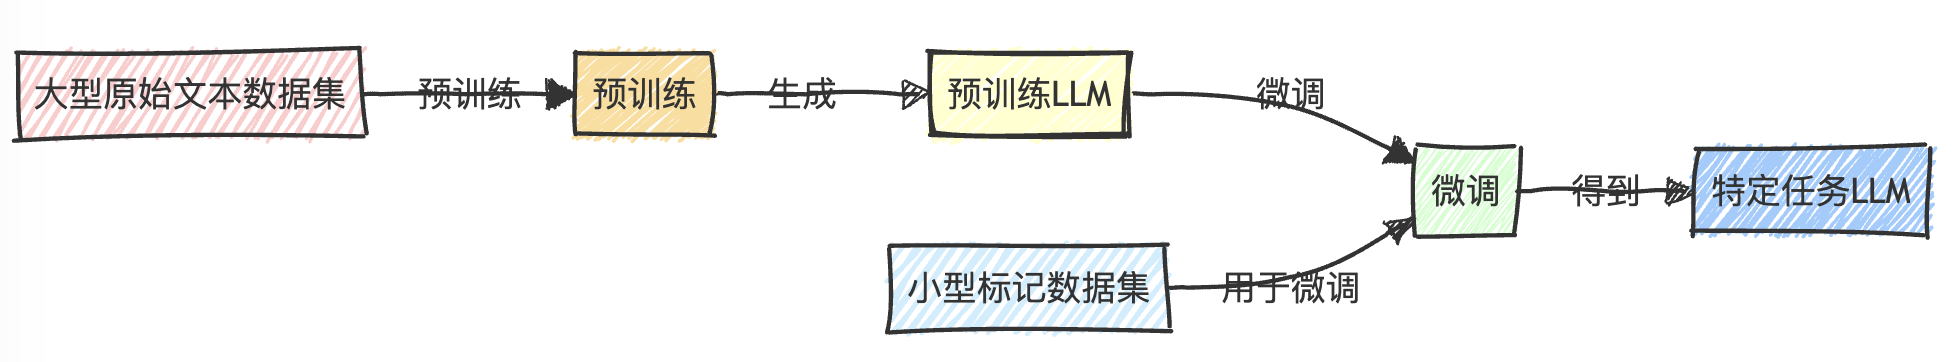 大型原始文本数据集
预训练
预训练
生成
预训练LLM
微调
微调
得到
特定任务LLM
小型标记数据集
用于微调